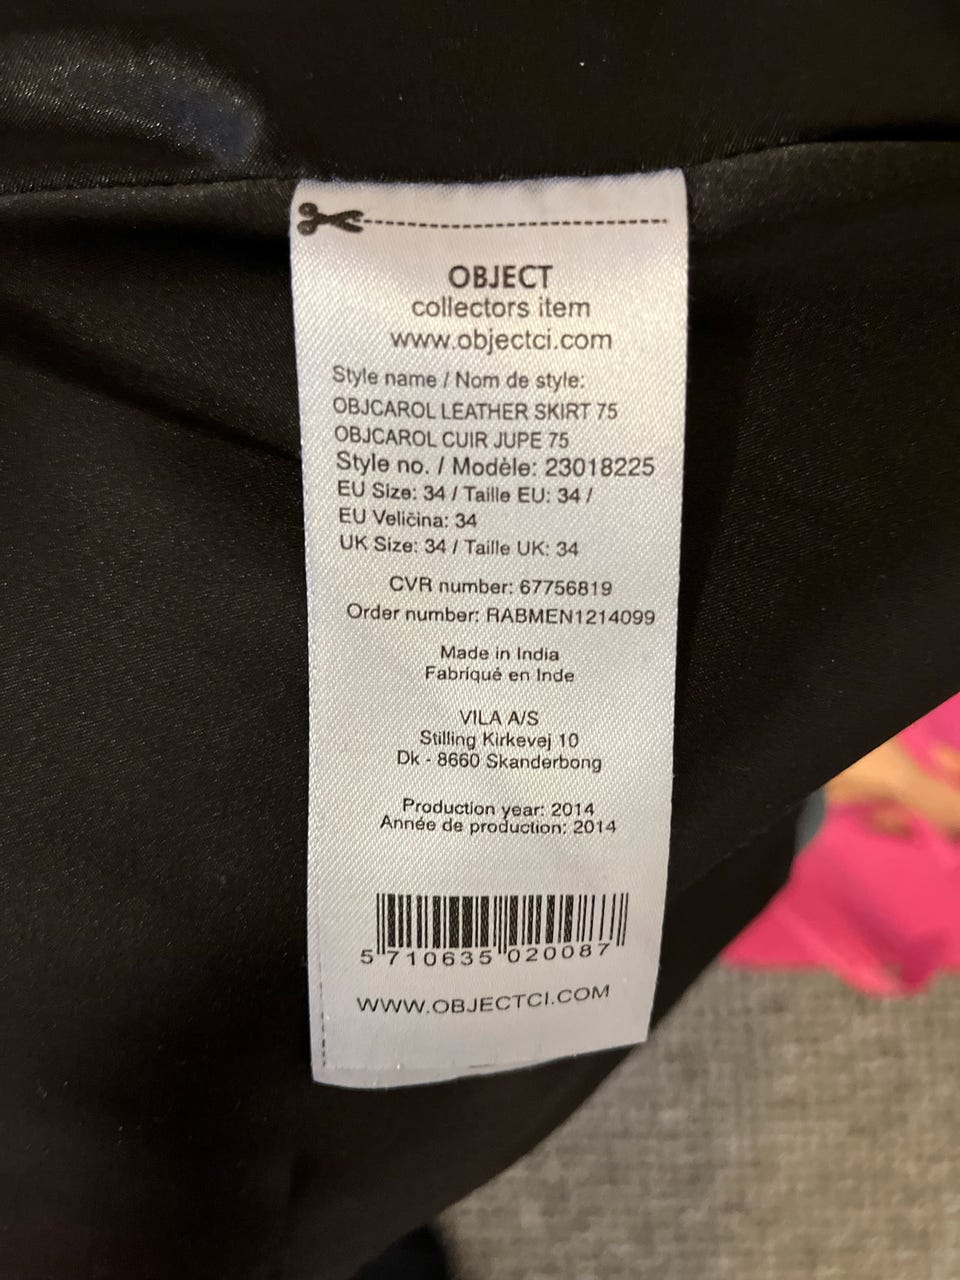 OBJECT
collectors item
www.objectci.com
Style name / Nom de style:
OBJCAROL LEATHER SKIRT 75
OBJCAROL CUIR JUPE 75
Style no. / Modèle: 23018225
EU Size: 34 / Taille EU: 34 /
EU Veličina: 34
UK Size: 34 / Taille UK: 34
CVR number: 67756819
Order number: RABMEN1214099
Made in India
Fabriqué en Inde
VILA A/S
Stilling Kirkevej 10
Dk - 8660 Skanderbong
Production year: 2014
Année de production: 2014
5 710635 020087
WWW.OBJECTCI.COM